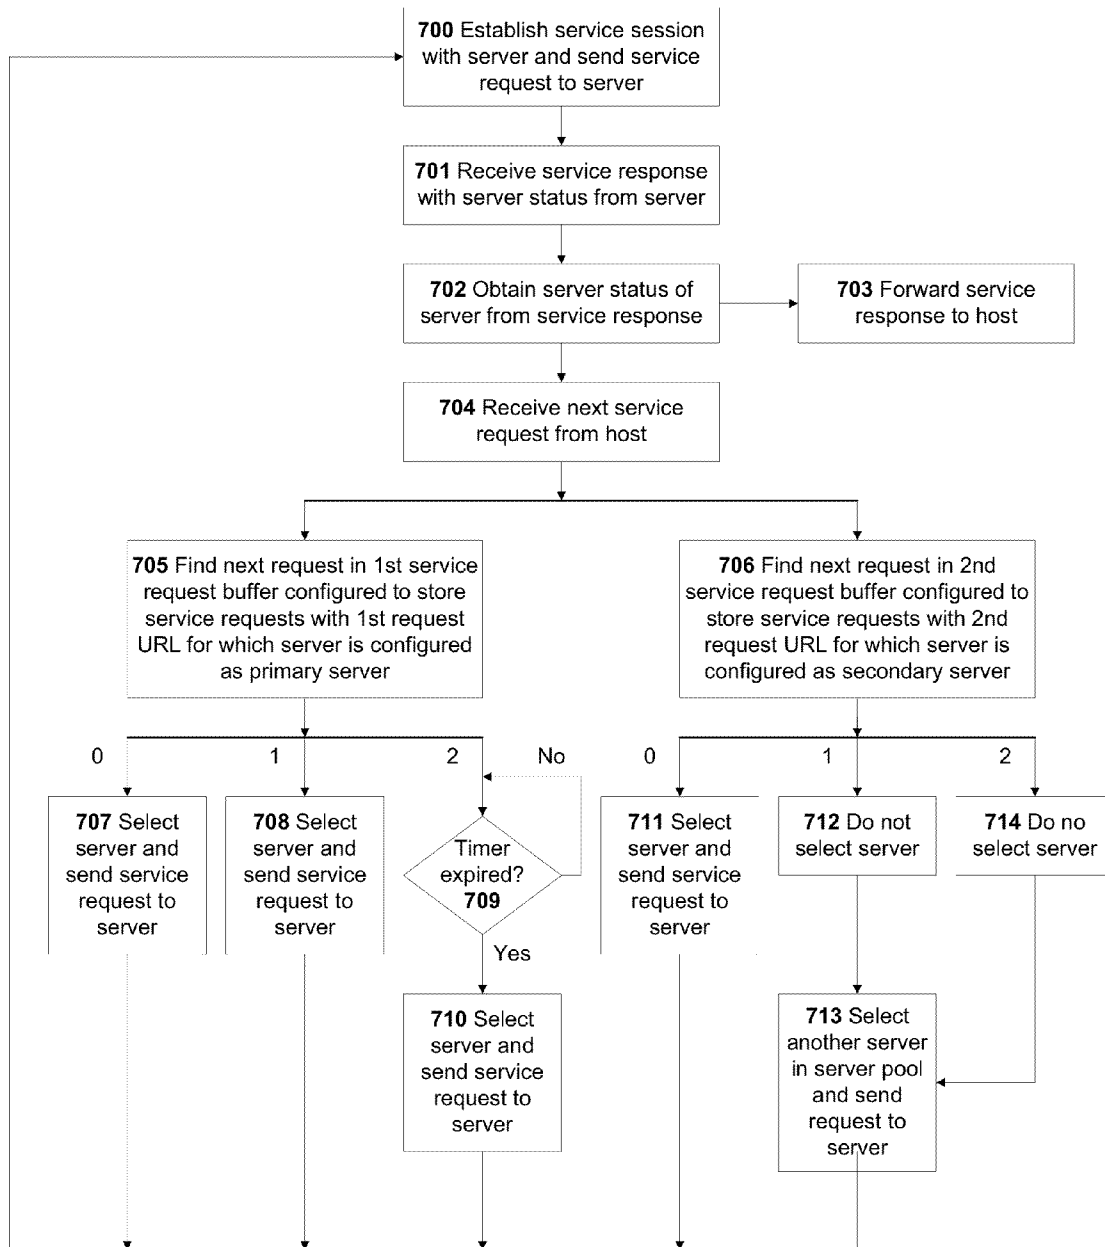 700 Establish service session
with server and send service
request to server
701 Receive service response
with server status from server
702 Obtain server status of
server from service response
703 Forward service
response to host
704 Receive next service
request from host
705 Find next request in 1st service
request buffer configured to store
service requests with 1st request
URL for which server is configured
as primary server
706 Find next request in 2nd
service request buffer configured to
store service requests with 2nd
request URL for which server is
configured as secondary server
0
1
2
No
0
1
2
707 Select
server and
send service
request to
server
708 Select
server and
send service
request to
server
Timer
expired?
709
Yes
710 Select
server and
send service
request to
server
711 Select
server and
send service
request to
server
712 Do not
select server
714 Do no
select server
713 Select
another server
in server pool
and send
request to
server